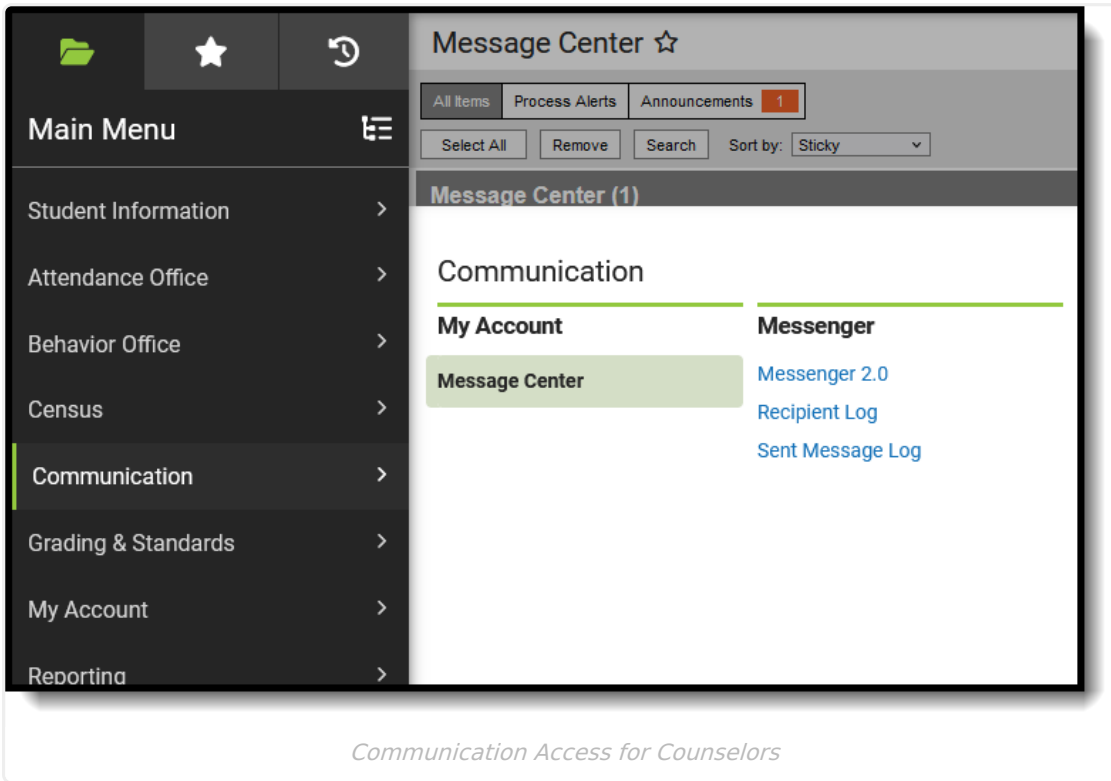 Message Center
All Items Process Alerts Announcements 1
Select All Remove Search Sort by: Sticky
Message Center (1)
Main Menu
Student Information
Attendance Office
Behavior Office
Census
Communication
Grading & Standards
My Account
Reporting
Communication
My Account
Message Center
Messenger
Messenger 2.0
Recipient Log
Sent Message Log
Communication Access for Counselors